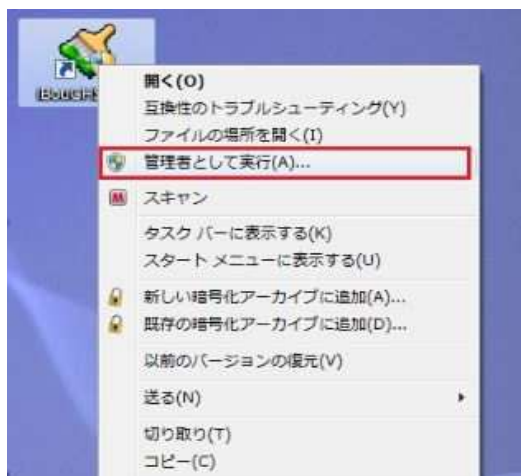 開く(O)
互換性のトラブルシューティング(Y)
ファイルの場所を開く(I)
管理者として実行(A)...
スキャン
タスク バーに表示する(K)
スタート メニューに表示する(U)
新しい暗号化アーカイブに追加(A)...
既存の暗号化アーカイブに追加(D)...
以前のバージョンの復元(V)
送る(N)
切り取り(T)
コピー(C)